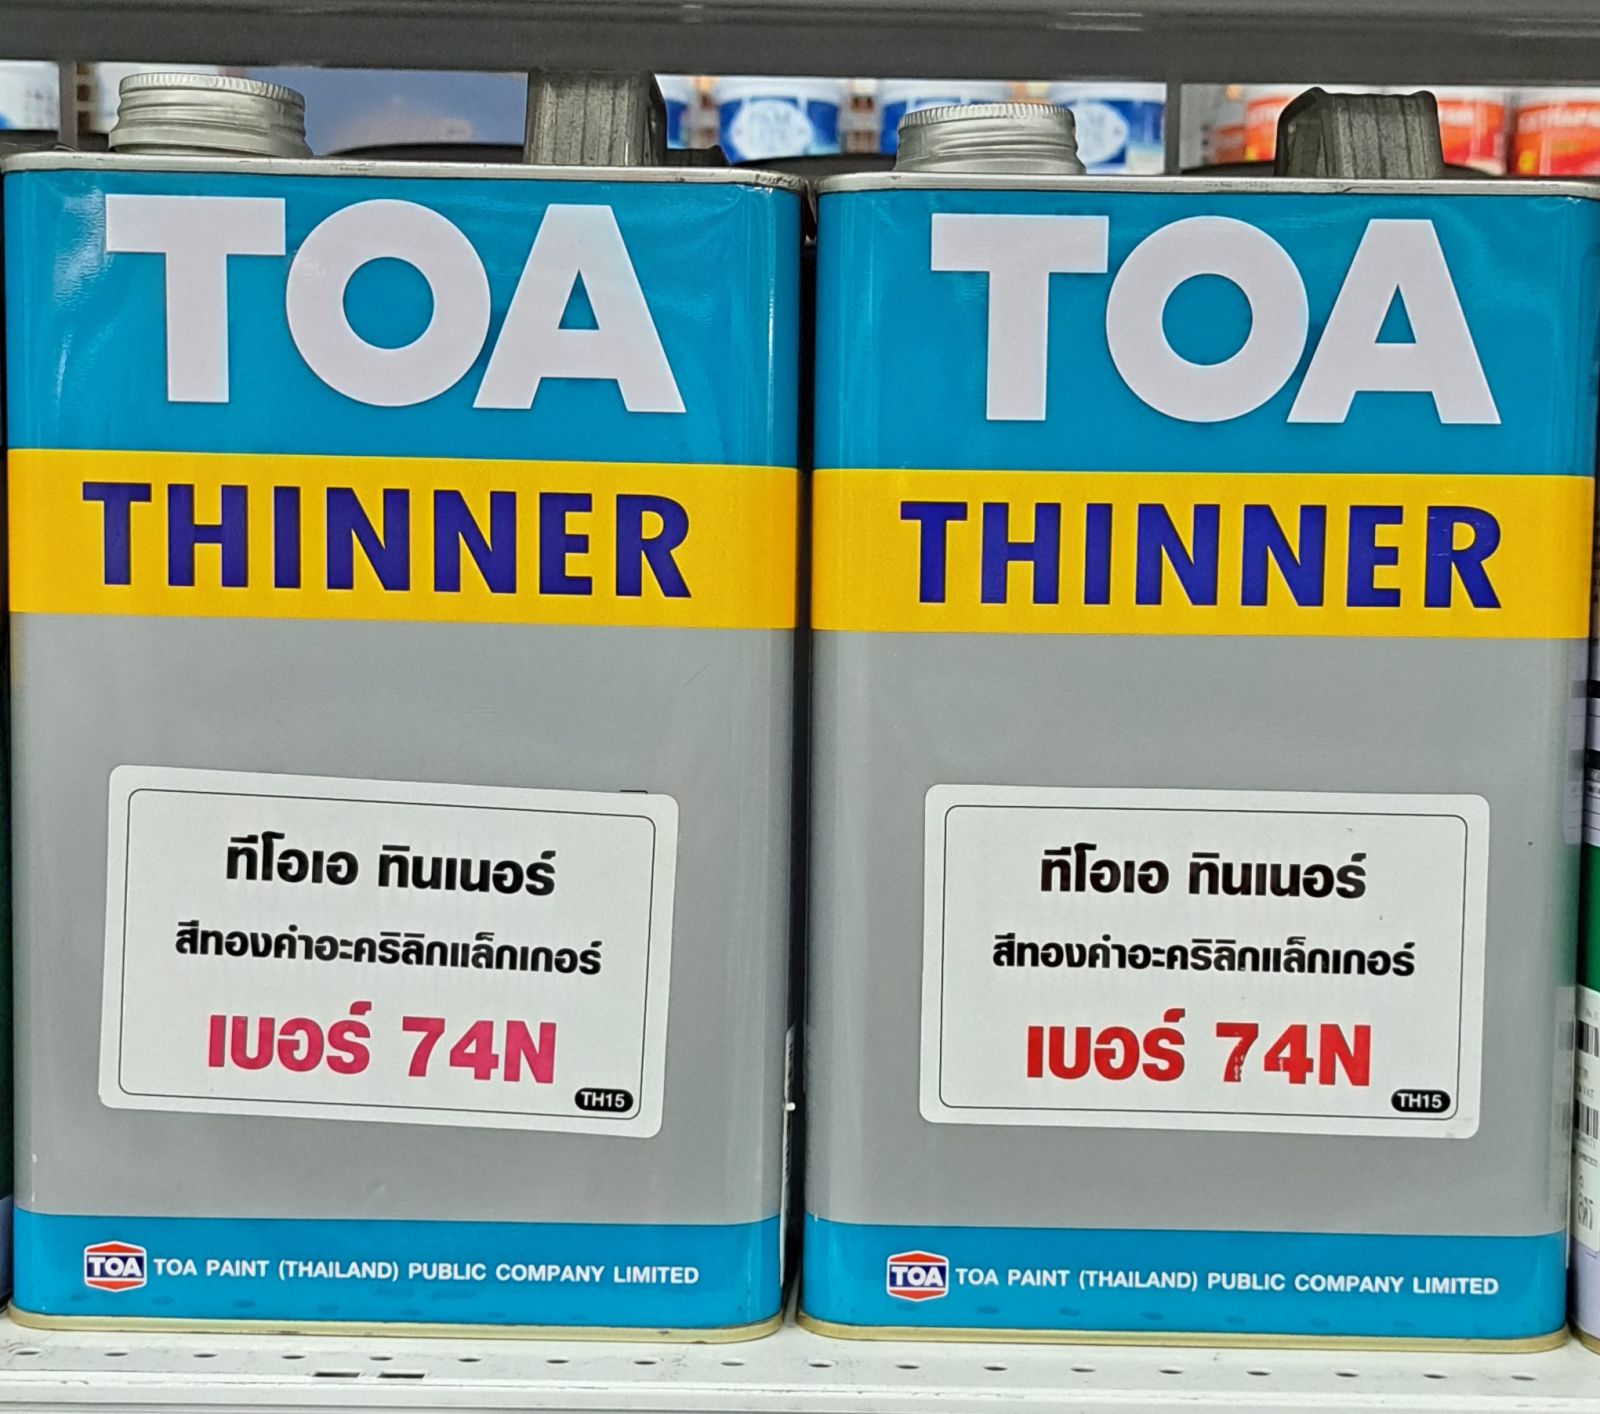 TOA
THINNER
ทีโอเอ ทินเนอร์
สีทองคำอะคริลิกแล็กเกอร์
เบอร์ 74N
TH15
TOA TOA PAINT (THAILAND) PUBLIC COMPANY LIMITED
TOA
THINNER
ทีโอเอ ทินเนอร์
สีทองคำอะคริลิกแล็กเกอร์
เบอร์ 74N
TH15
TOA TOA PAINT (THAILAND) PUBLIC COMPANY LIMITED